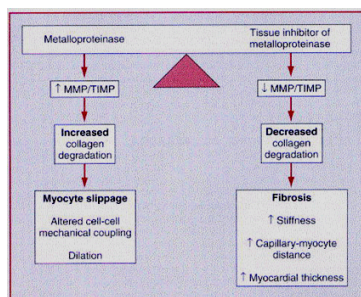 Metalloproteinase
Tissue inhibitor
of
metalloproteinase
↑ MMP/TIMP
↓ MMP/TIMP
Increased
collagen
degradation
Decreased
collagen
degradation
Myocyte slippage
Altered cell-cell
mechanical coupling
Dilation
Fibrosis
↑ Stiffness
↑ Capillary-myocyte
distance
↑ Myocardial thickness